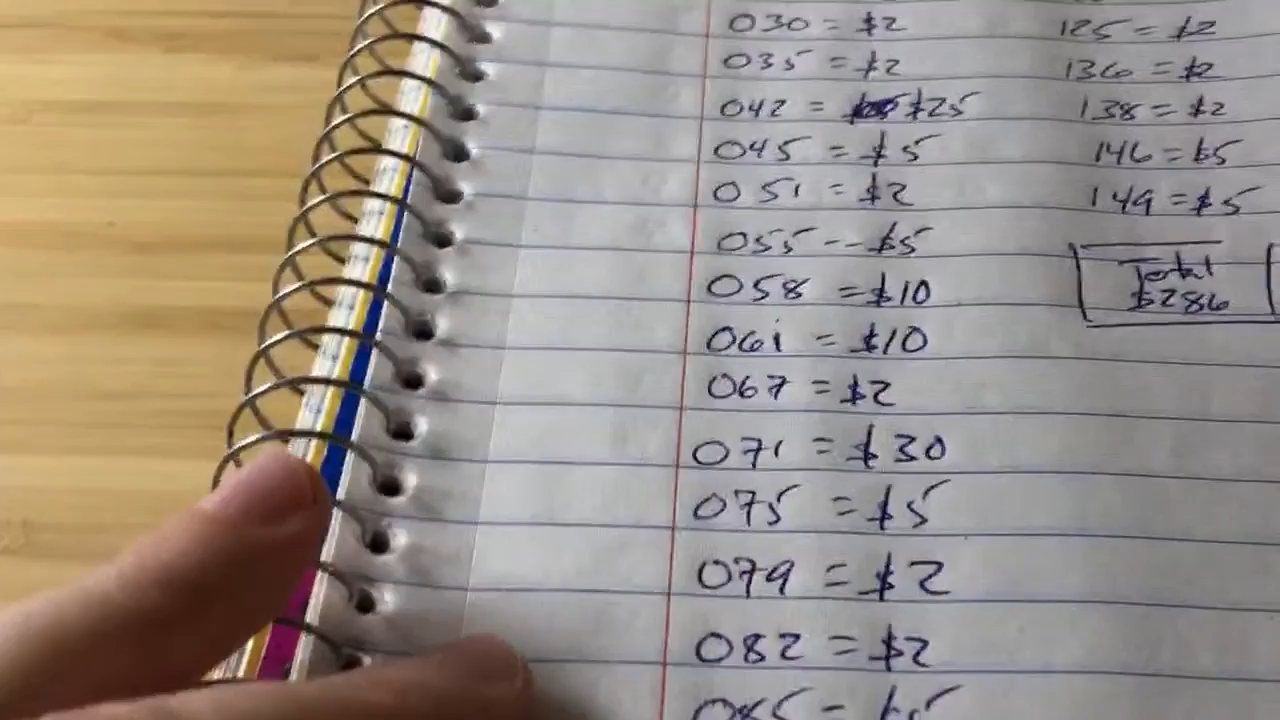 030 = $2
035 = $2
042 = $25
045 = $5
051 = $2
055 -- $5
058 = $10
061 = $10
067 = $2
071 = $30
075 = $5
079 = $2
082 = $2
085 = $5
125 = $2
136 = $2
138 = $2
146 = $5
149 = $5
Total
$286